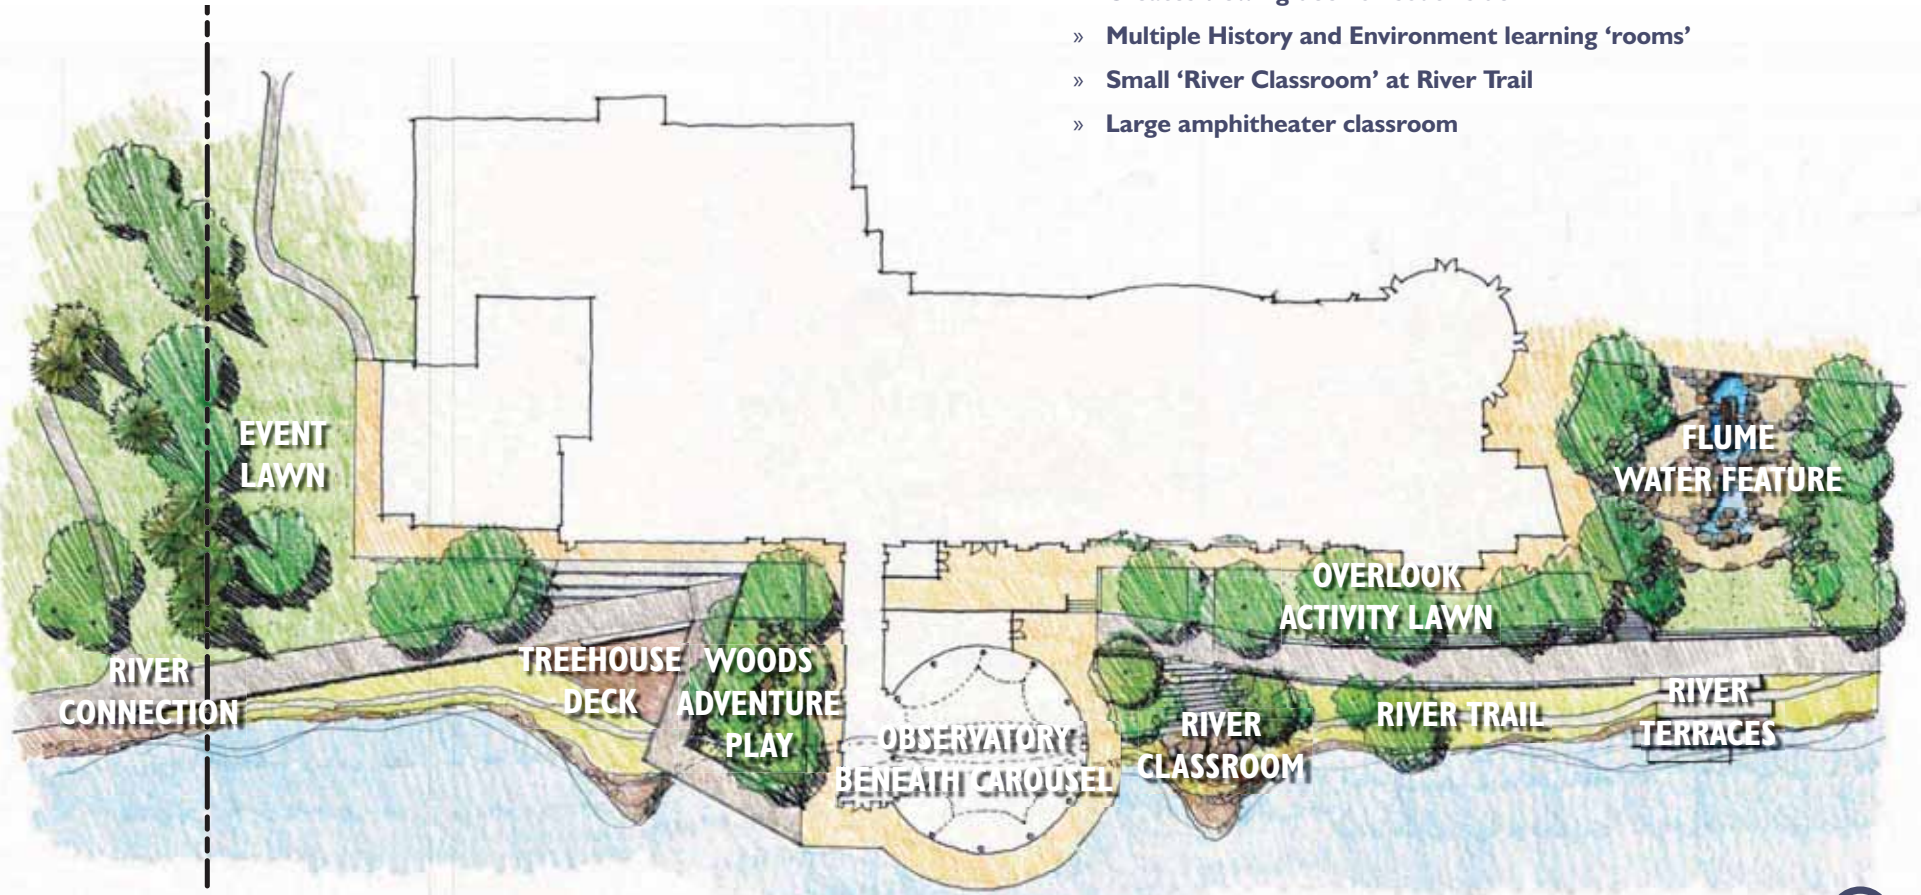 » Multiple History and Environment learning ‘rooms’
» Small ‘River Classroom’ at River Trail
» Large amphitheater classroom
EVENT
LAWN
FLUME
WATER FEATURE
OVERLOOK
ACTIVITY LAWN
RIVER
CONNECTION
TREEHOUSE
DECK
WOODS
ADVENTURE
PLAY
OBSERVATORY
BENEATH CAROUSEL
RIVER
CLASSROOM
RIVER TRAIL
RIVER
TERRACES